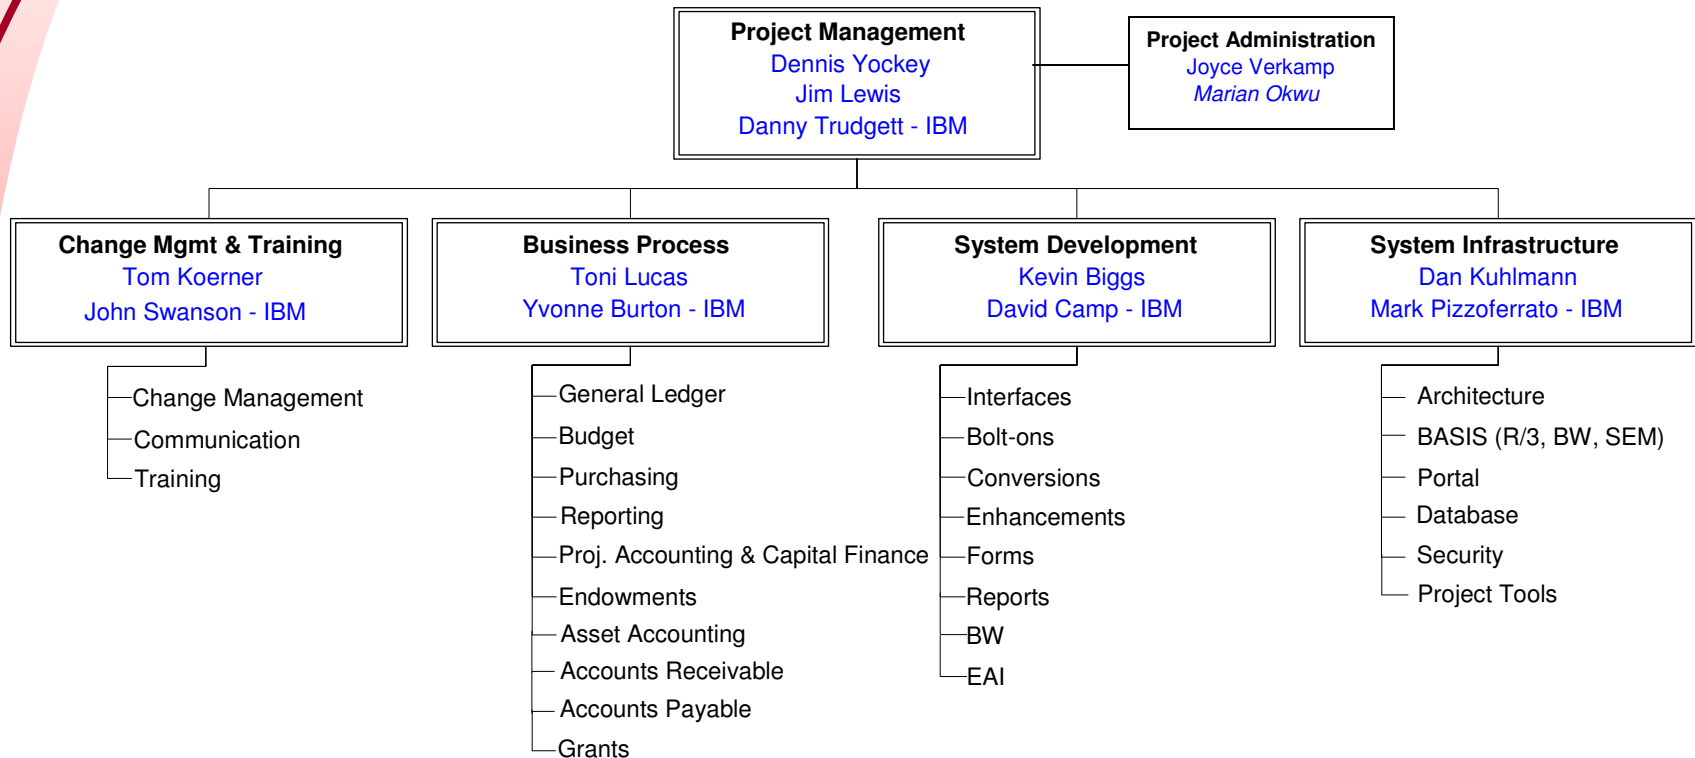 Project Management
Dennis Yockey
Jim Lewis
Danny Trudgett - IBM
Project Administration
Joyce Verkamp
Marian Okwu
Change Mgmt & Training
Tom Koerner
John Swanson - IBM
Change Management
Communication
Training
Business Process
Toni Lucas
Yvonne Burton - IBM
General Ledger
Budget
Purchasing
Reporting
Proj. Accounting & Capital Finance
Endowments
Asset Accounting
Accounts Receivable
Accounts Payable
Grants
System Development
Kevin Biggs
David Camp - IBM
Interfaces
Bolt-ons
Conversions
Enhancements
Forms
Reports
BW
EAI
System Infrastructure
Dan Kuhlmann
Mark Pizzoferrato - IBM
Architecture
BASIS (R/3, BW, SEM)
Portal
Database
Security
Project Tools